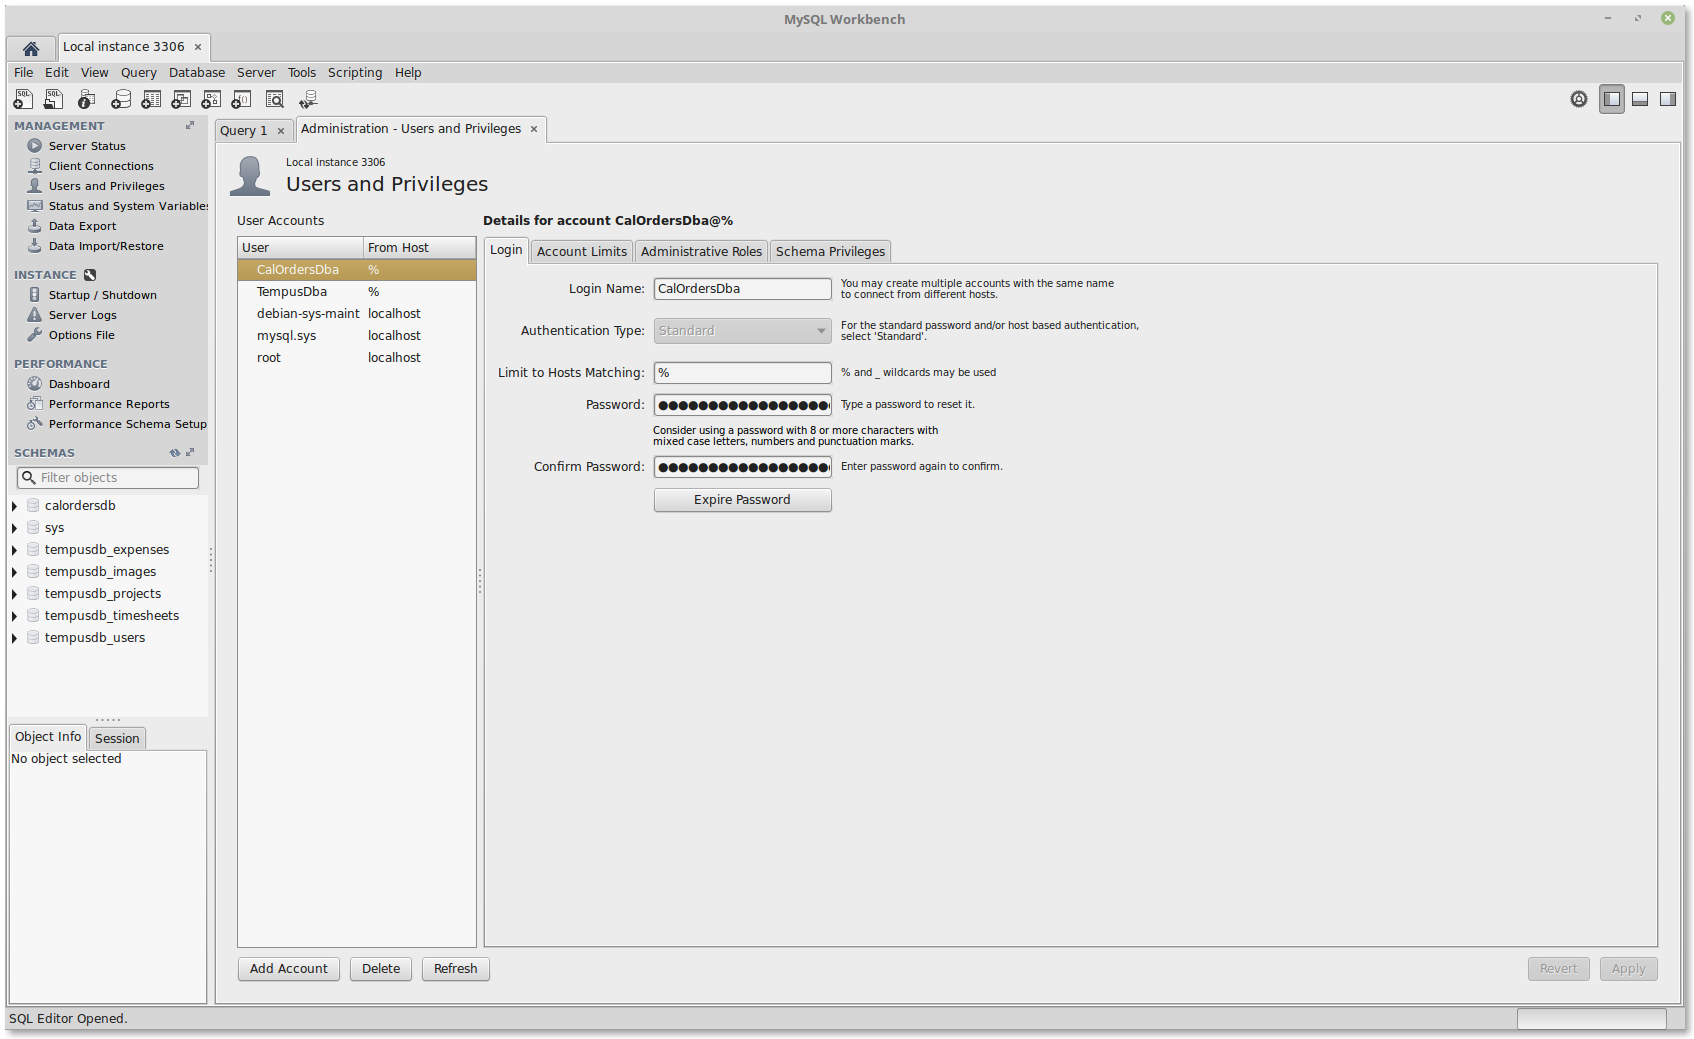 MySQL Workbench
Local instance 3306
File Edit View Query Database Server Tools Scripting Help
SQL SQL
MANAGEMENT
Server Status
Client Connections
Users and Privileges
Status and System Variables
Data Export
Data Import/Restore
INSTANCE
Startup / Shutdown
Server Logs
Options File
PERFORMANCE
Dashboard
Performance Reports
Performance Schema Setup
SCHEMAS
Filter objects
calordersdb
sys
tempusdb_expenses
tempusdb_images
tempusdb_projects
tempusdb_timesheets
tempusdb_users
Object Info Session
No object selected
Query 1 Administration - Users and Privileges
Local instance 3306
Users and Privileges
User Accounts
User From Host
CalOrdersDba %
TempusDba %
debian-sys-maint localhost
mysql.sys localhost
root localhost
Add Account Delete Refresh
Details for account CalOrdersDba@%
Login Account Limits Administrative Roles Schema Privileges
Login Name: CalOrdersDba
You may create multiple accounts with the same name
to connect from different hosts.
Authentication Type: Standard
For the standard password and/or host based authentication,
select 'Standard'.
Limit to Hosts Matching: % % and _ wildcards may be used
Password: Type a password to reset it.
Consider using a password with 8 or more characters with
mixed case letters, numbers and punctuation marks.
Confirm Password: Enter password again to confirm.
Expire Password
Revert Apply
SQL Editor Opened.